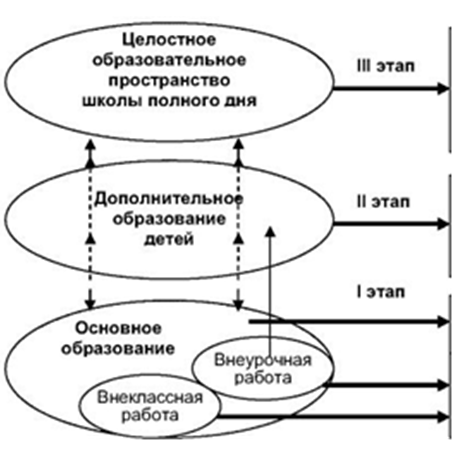 Целостное
образовательное
пространство
школы полного дня
III этап
Дополнительное
образование
детей
II этап
I этап
Основное
образование
Внеурочная
работа
Внеклассная
работа